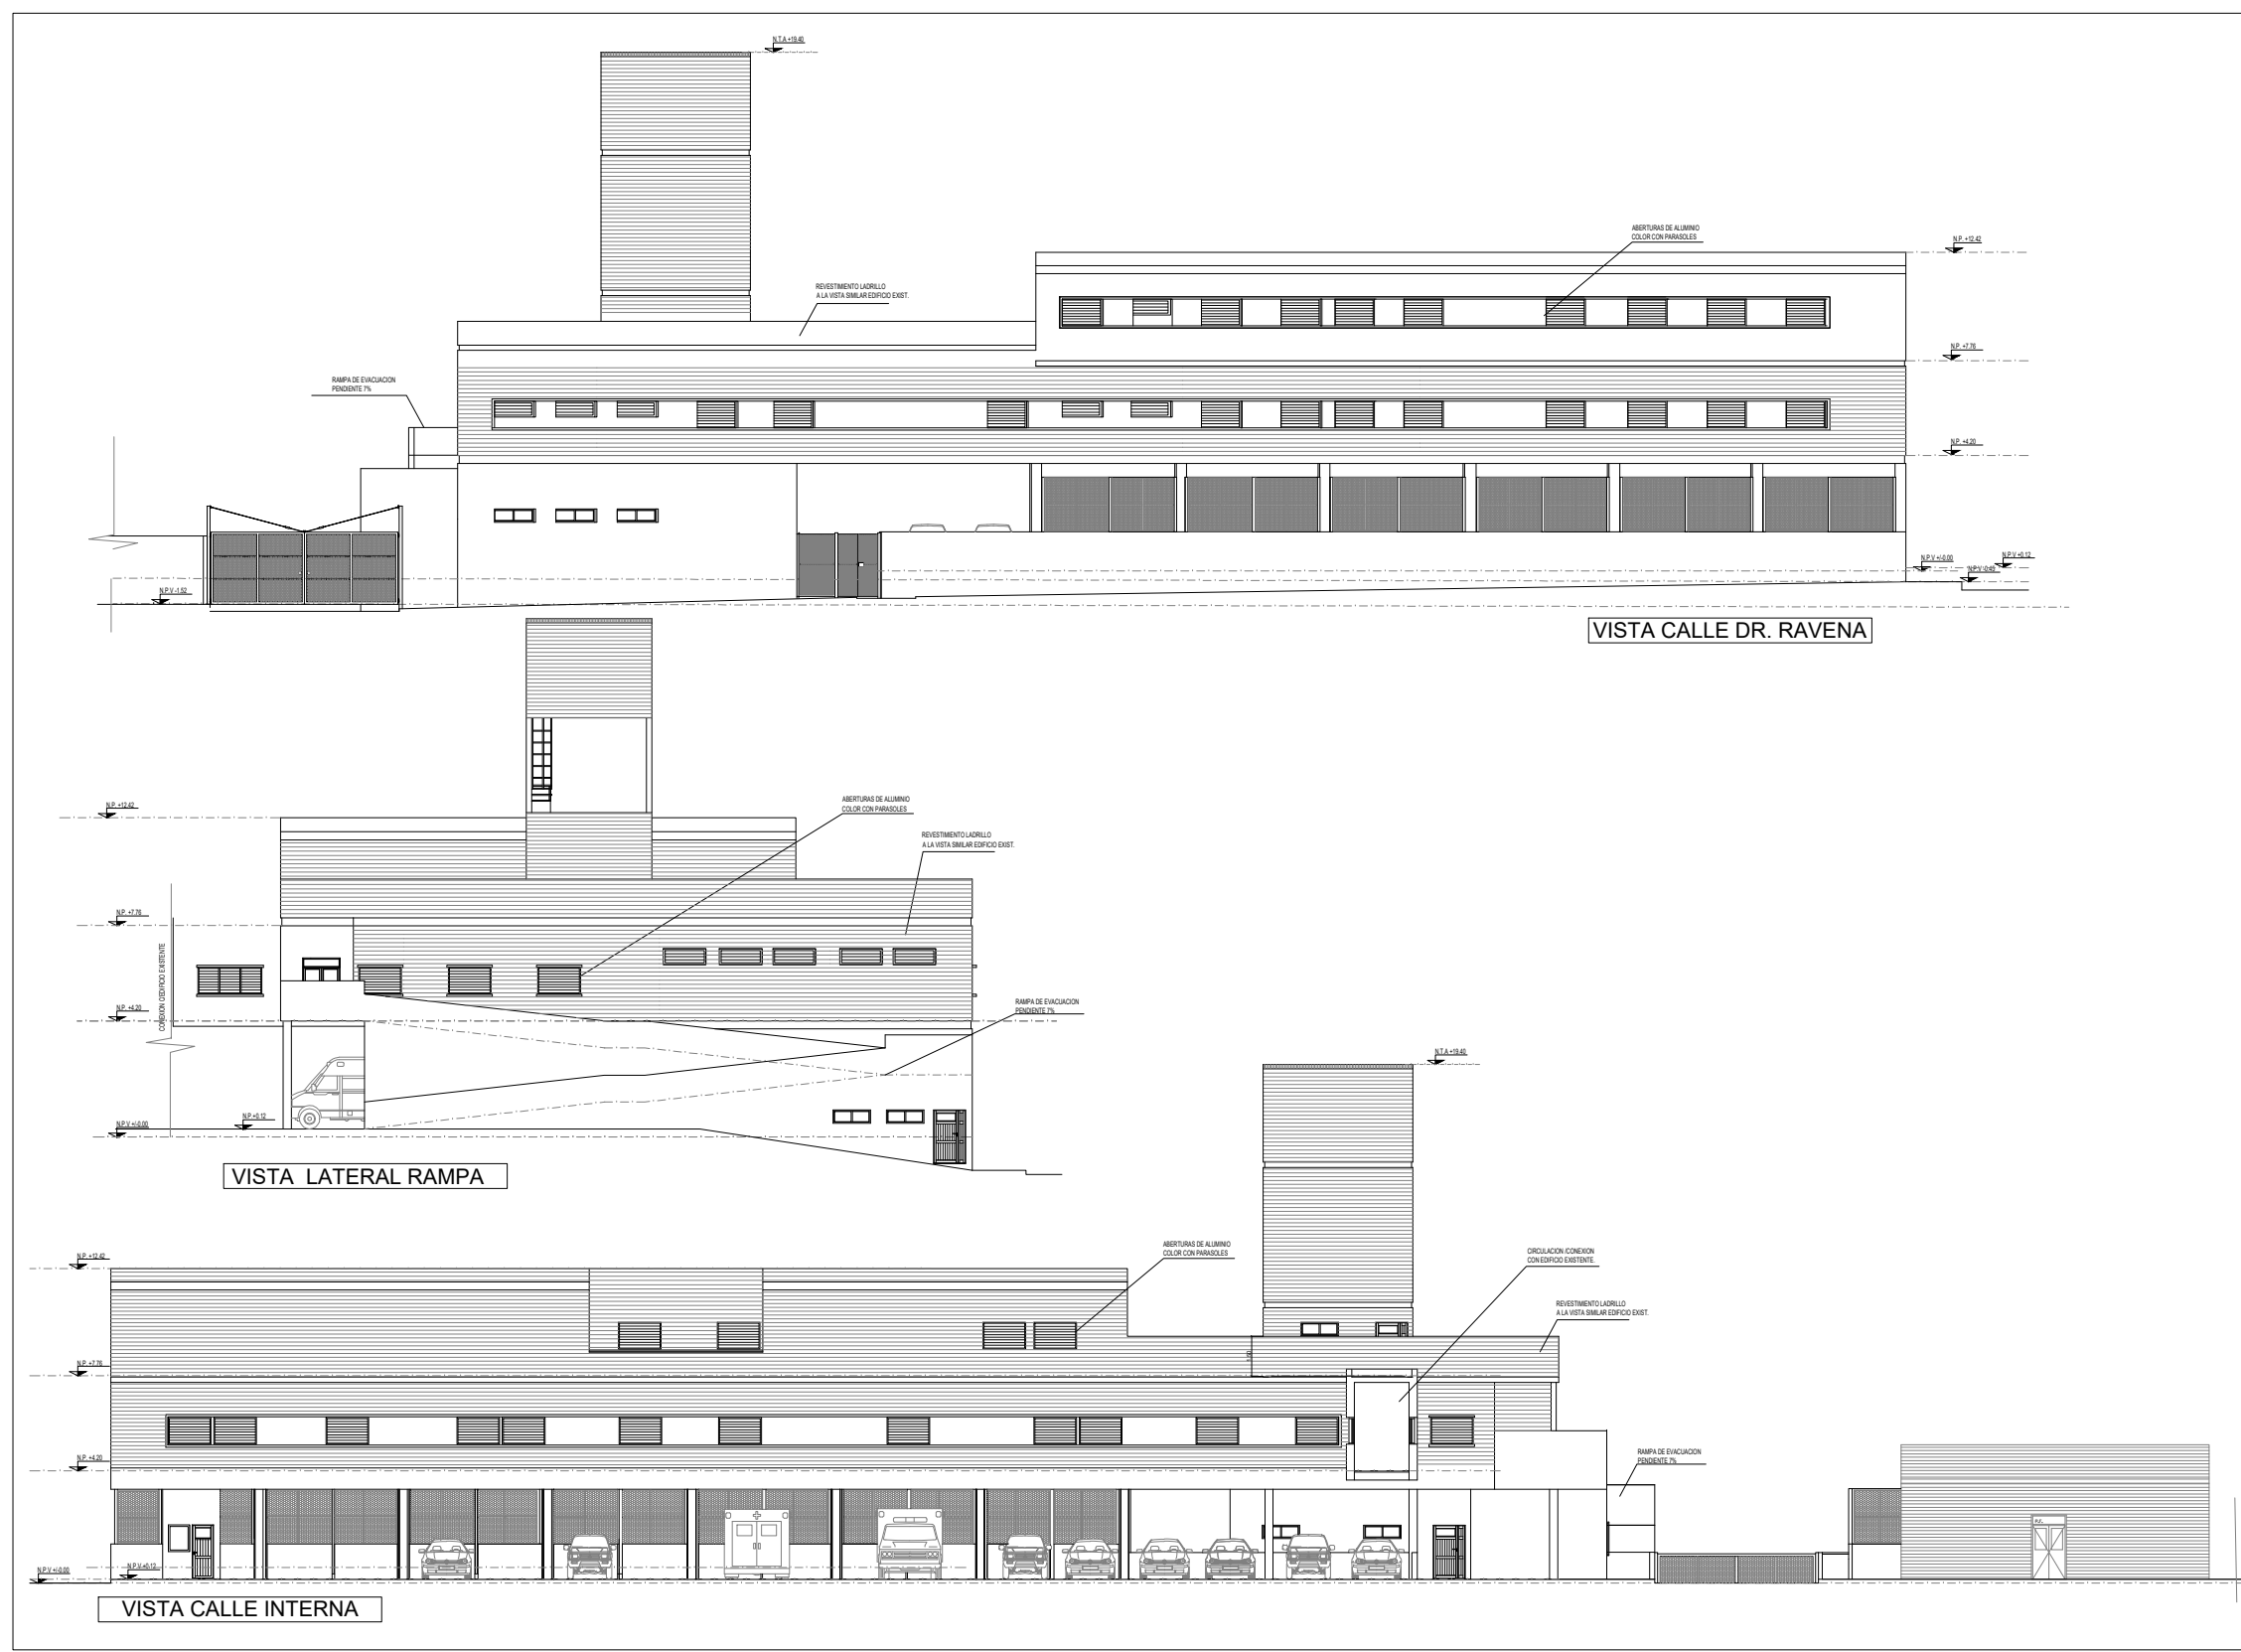 N.T.A +19.40
ABERTURAS DE ALUMINIO
COLOR CON PARASOLES
N.P. +12.42
REVESTIMIENTO LADRILLO
A LA VISTA SIMILAR EDIFICIO EXIST.
N.P. +7.76
RAMPA DE EVACUACION
PENDIENTE 7%
N.P. +4.20
N.P.V +/-0.00
N.P.V +0.12
N.P.V -1.52
VISTA CALLE DR. RAVENA
N.P. +12.42
ABERTURAS DE ALUMINIO
COLOR CON PARASOLES
REVESTIMIENTO LADRILLO
A LA VISTA SIMILAR EDIFICIO EXIST.
N.P. +7.76
CONEXION C/EDIFICIO EXISTENTE
N.P. +4.20
RAMPA DE EVACUACION
PENDIENTE 7%
N.P.V +/-0.00
N.P +0.12
VISTA LATERAL RAMPA
N.T.A +19.40
N.P. +12.42
ABERTURAS DE ALUMINIO
COLOR CON PARASOLES
CIRCULACION /CONEXION
CON EDIFICIO EXISTENTE.
REVESTIMIENTO LADRILLO
A LA VISTA SIMILAR EDIFICIO EXIST.
N.P. +7.76
N.P. +4.20
RAMPA DE EVACUACION
PENDIENTE 7%
N.P.V +/-0.00
N.P.V +0.12
VISTA CALLE INTERNA